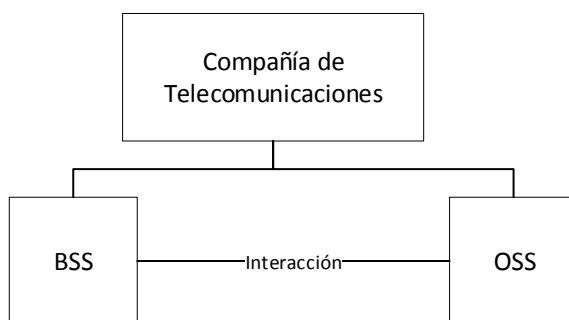 Compañía de
Telecomunicaciones
BSS
Interacción
OSS